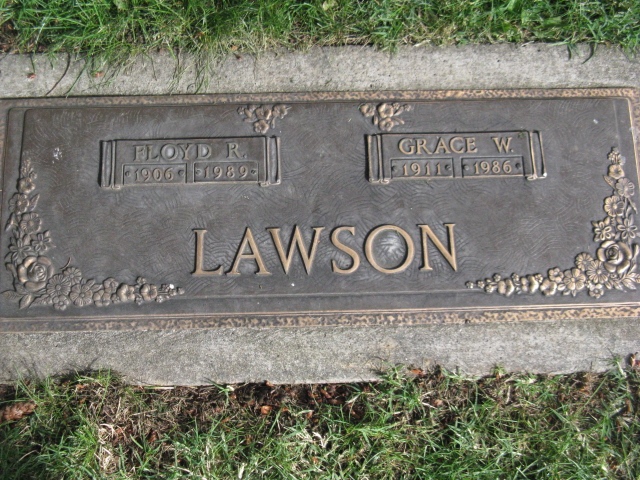 FLOYD R.
1906 1989
GRACE W.
1911 1986
LAWSON